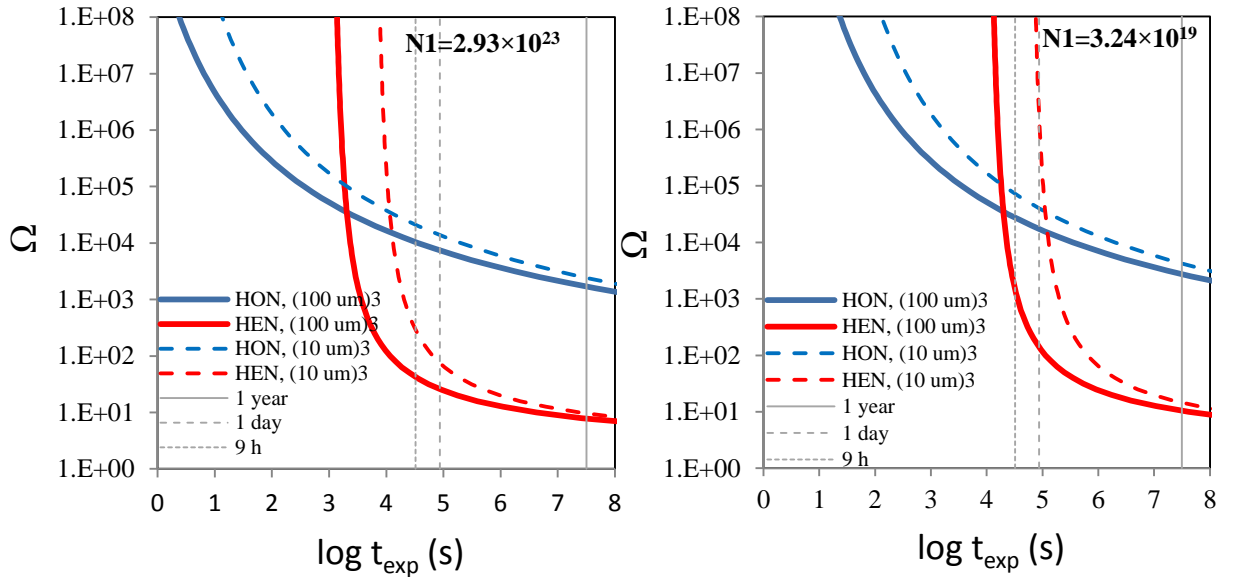 1.E+08
1.E+07
1.E+06
1.E+05
1.E+04
1.E+03
1.E+02
1.E+01
1.E+00
Ω
N1=2.93×10²³
HON, (100 um)3
HEN, (100 um)3
HON, (10 um)3
HEN, (10 um)3
1 year
1 day
9 h
0 1 2 3 4 5 6 7 8
log t_exp (s)
1.E+08
1.E+07
1.E+06
1.E+05
1.E+04
1.E+03
1.E+02
1.E+01
1.E+00
Ω
N1=3.24×10¹⁹
HON, (100 um)3
HEN, (100 um)3
HON, (10 um)3
HEN, (10 um)3
1 year
1 day
9 h
0 1 2 3 4 5 6 7 8
log t_exp (s)